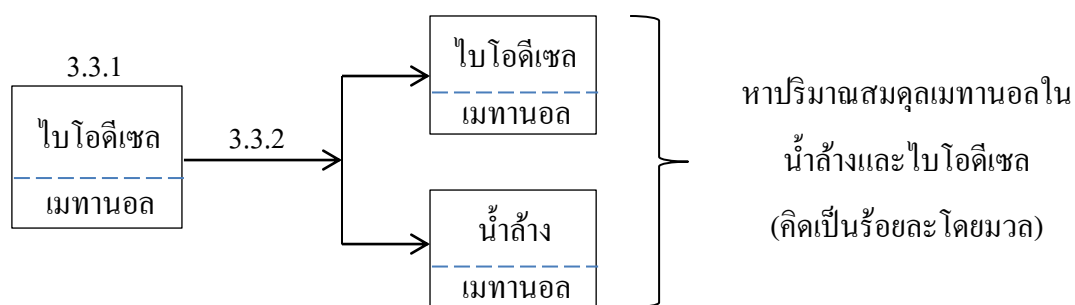 3.3.1
ไบโอดีเซล
เมทานอล
3.3.2
ไบโอดีเซล
เมทานอล
น้ำล้าง
เมทานอล
หาปริมาณสมดุลเมทานอลใน
น้ำล้างและไบโอดีเซล
(คิดเป็นร้อยละโดยมวล)